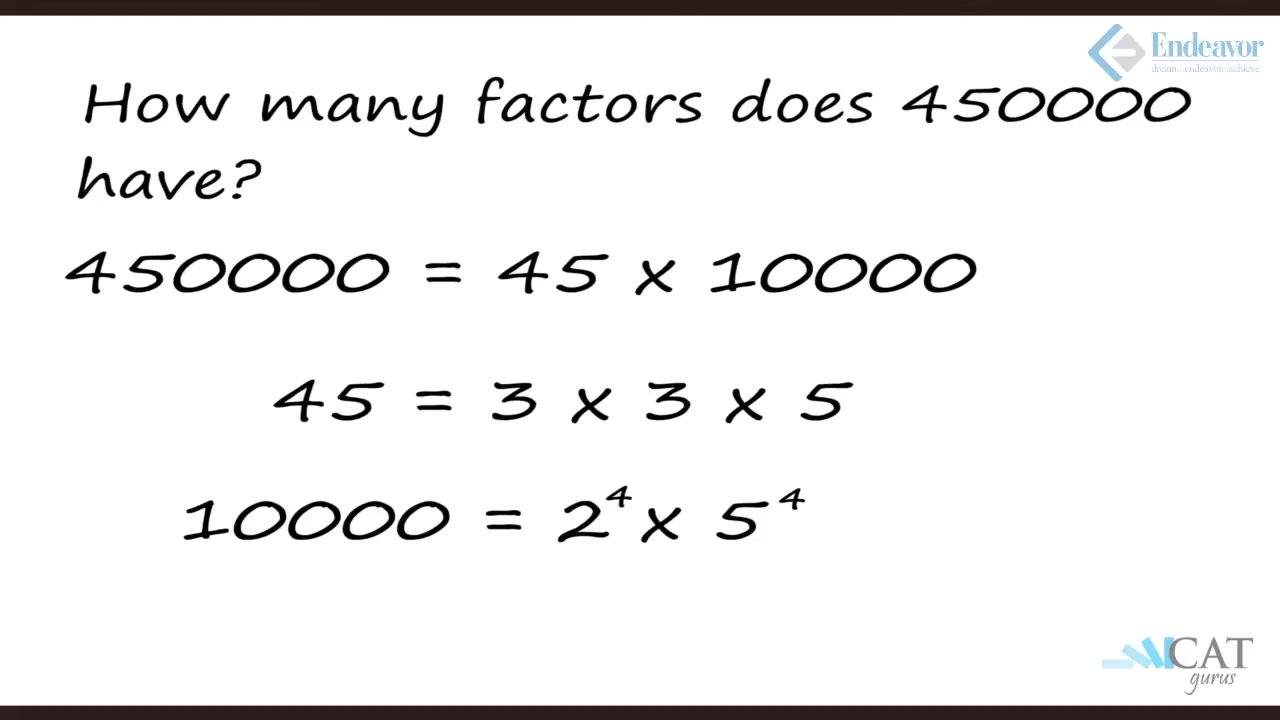 Endeavor
dream...endeavor...achieve
How many factors does 450000
have?
450000 = 45 x 10000
45 = 3 x 3 x 5
10000 = 2⁴ x 5⁴
CAT
gurus